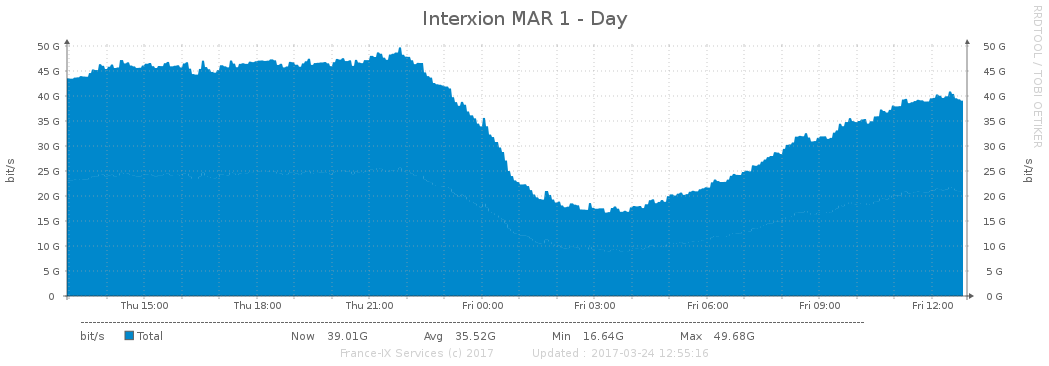 Interxion MAR 1 - Day
RRDTOOL / TOBI OETIKER
bit/s
50 G 50 G
45 G 45 G
40 G 40 G
35 G 35 G
30 G 30 G
25 G 25 G
20 G 20 G
15 G 15 G
10 G 10 G
5 G 5 G
0 0 G
bit/s
Thu 15:00 Thu 18:00 Thu 21:00 Fri 00:00 Fri 03:00 Fri 06:00 Fri 09:00 Fri 12:00
bit/s Total Now 39.01G Avg 35.52G Min 16.64G Max 49.68G
France-IX Services (c) 2017 Updated : 2017-03-24 12:55:16